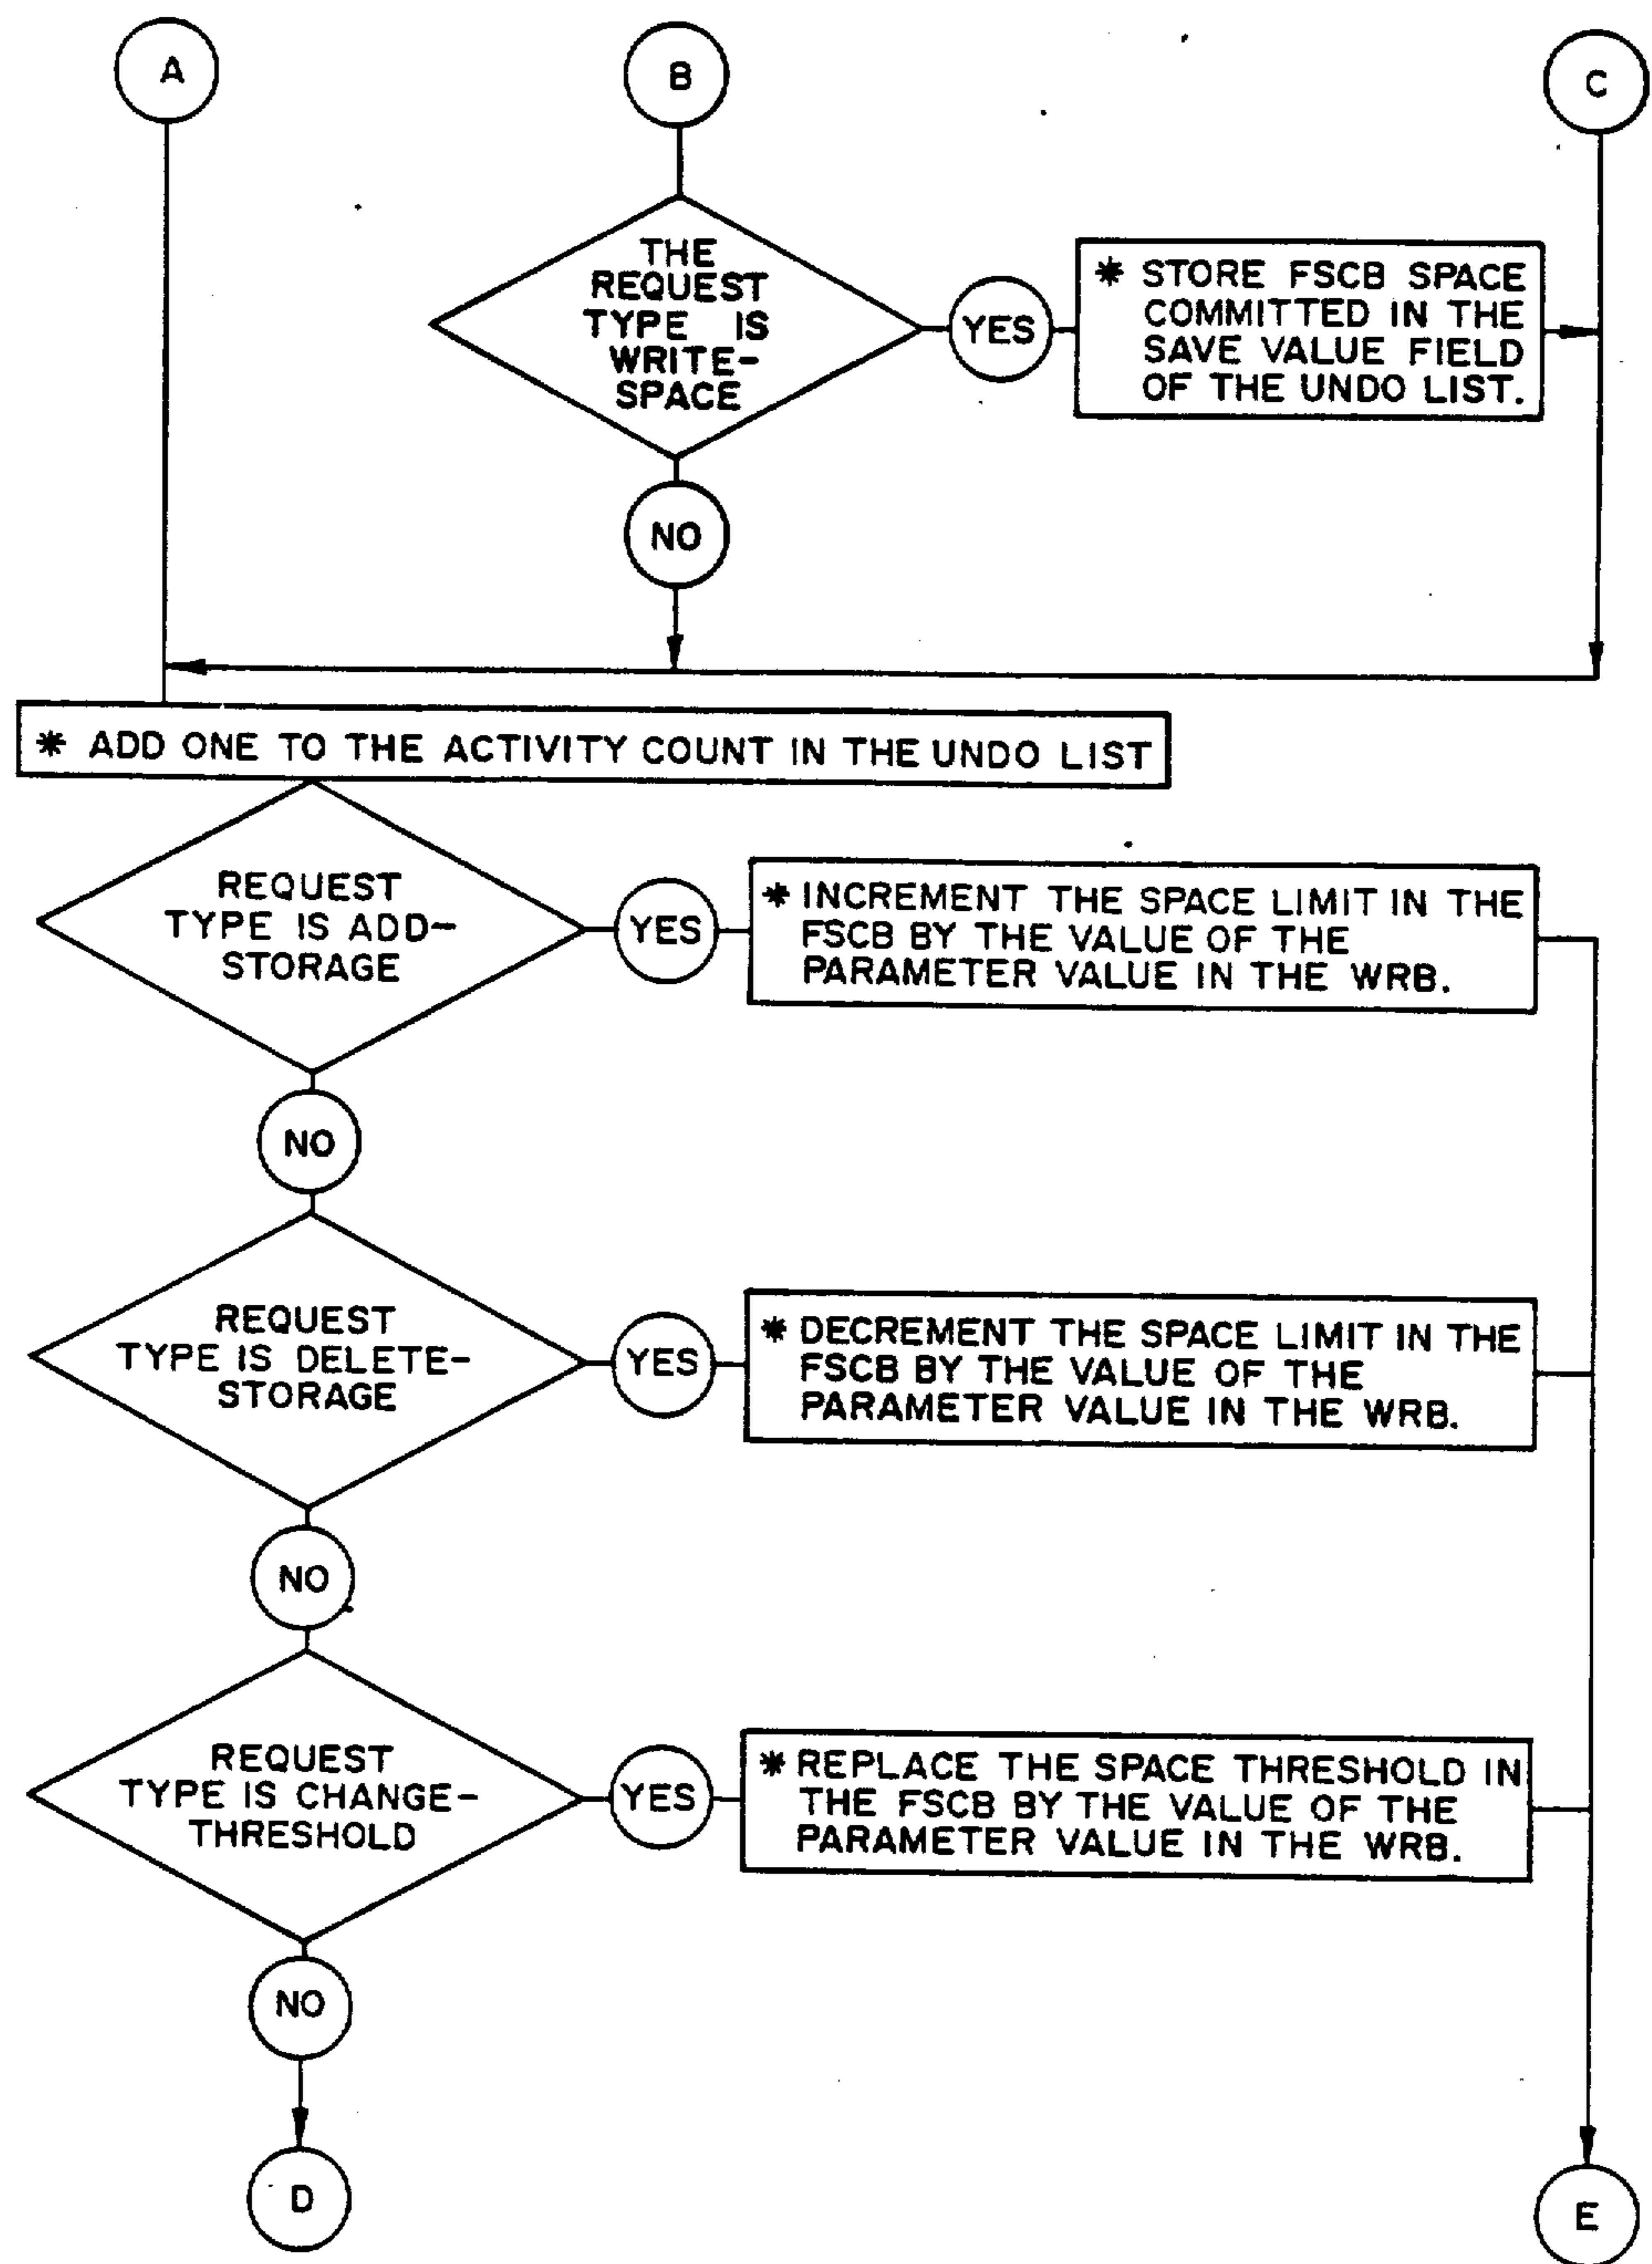 A
B
C
THE
REQUEST
TYPE IS
WRITE-
SPACE
YES
* STORE FSCB SPACE
COMMITTED IN THE
SAVE VALUE FIELD
OF THE UNDO LIST.
NO
* ADD ONE TO THE ACTIVITY COUNT IN THE UNDO LIST
REQUEST
TYPE IS ADD-
STORAGE
YES
* INCREMENT THE SPACE LIMIT IN THE
FSCB BY THE VALUE OF THE
PARAMETER VALUE IN THE WRB.
NO
REQUEST
TYPE IS DELETE-
STORAGE
YES
* DECREMENT THE SPACE LIMIT IN THE
FSCB BY THE VALUE OF THE
PARAMETER VALUE IN THE WRB.
NO
REQUEST
TYPE IS CHANGE-
THRESHOLD
YES
* REPLACE THE SPACE THRESHOLD IN
THE FSCB BY THE VALUE OF THE
PARAMETER VALUE IN THE WRB.
NO
D
E